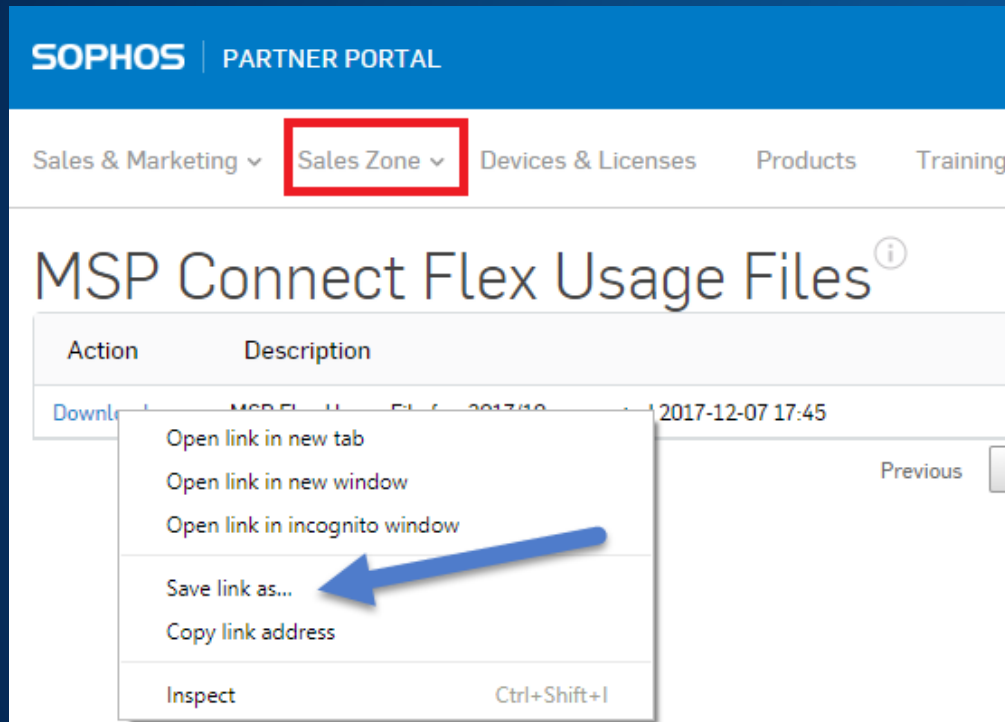 SOPHOS PARTNER PORTAL
Sales & Marketing Sales Zone Devices & Licenses Products Training
MSP Connect Flex Usage Files
Action Description
2017-12-07 17:45
Open link in new tab
Open link in new window
Previous
Open link in incognito window
Save link as...
Copy link address
Inspect Ctrl+Shift+I